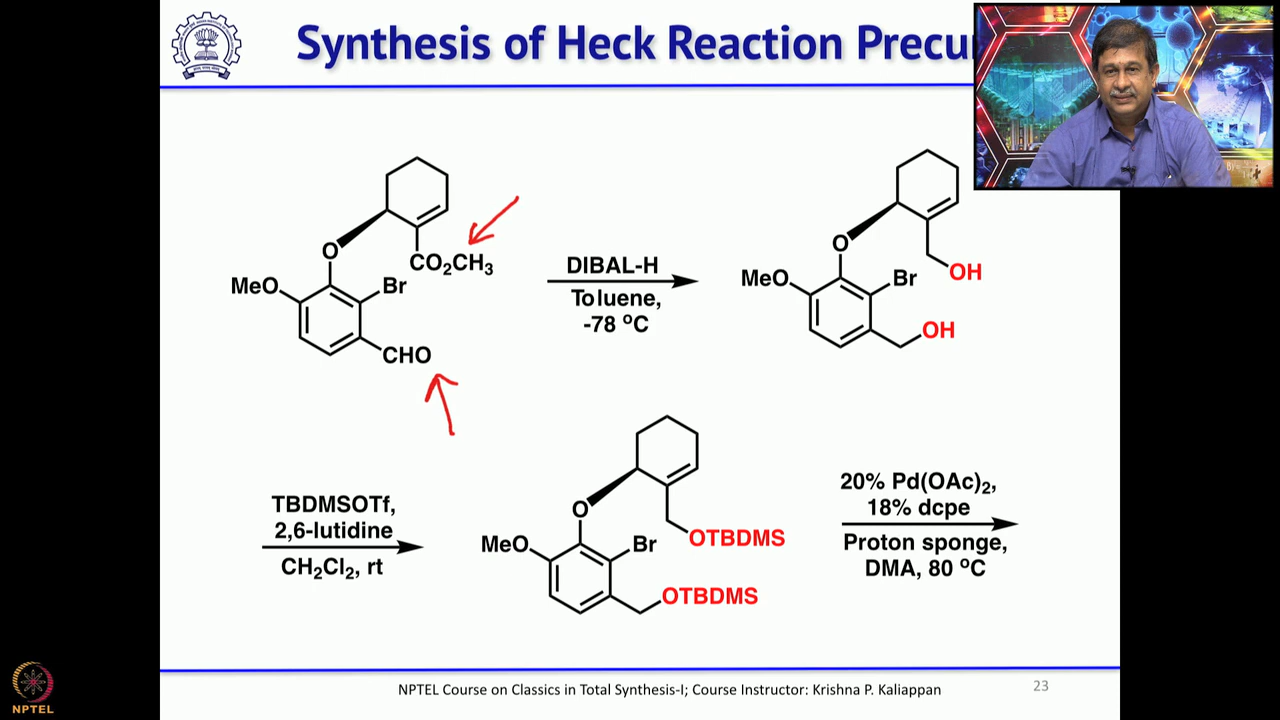 Synthesis of Heck Reaction Precu
O
CO₂CH₃
MeO
Br
CHO
DIBAL-H
Toluene,
-78 °C
O
OH
MeO
Br
OH
TBDMSOTf,
2,6-lutidine
CH₂Cl₂, rt
O
OTBDMS
MeO
Br
OTBDMS
20% Pd(OAc)₂,
18% dcpe
Proton sponge,
DMA, 80 °C
NPTEL Course on Classics in Total Synthesis-I; Course Instructor: Krishna P. Kaliappan
23
NPTEL